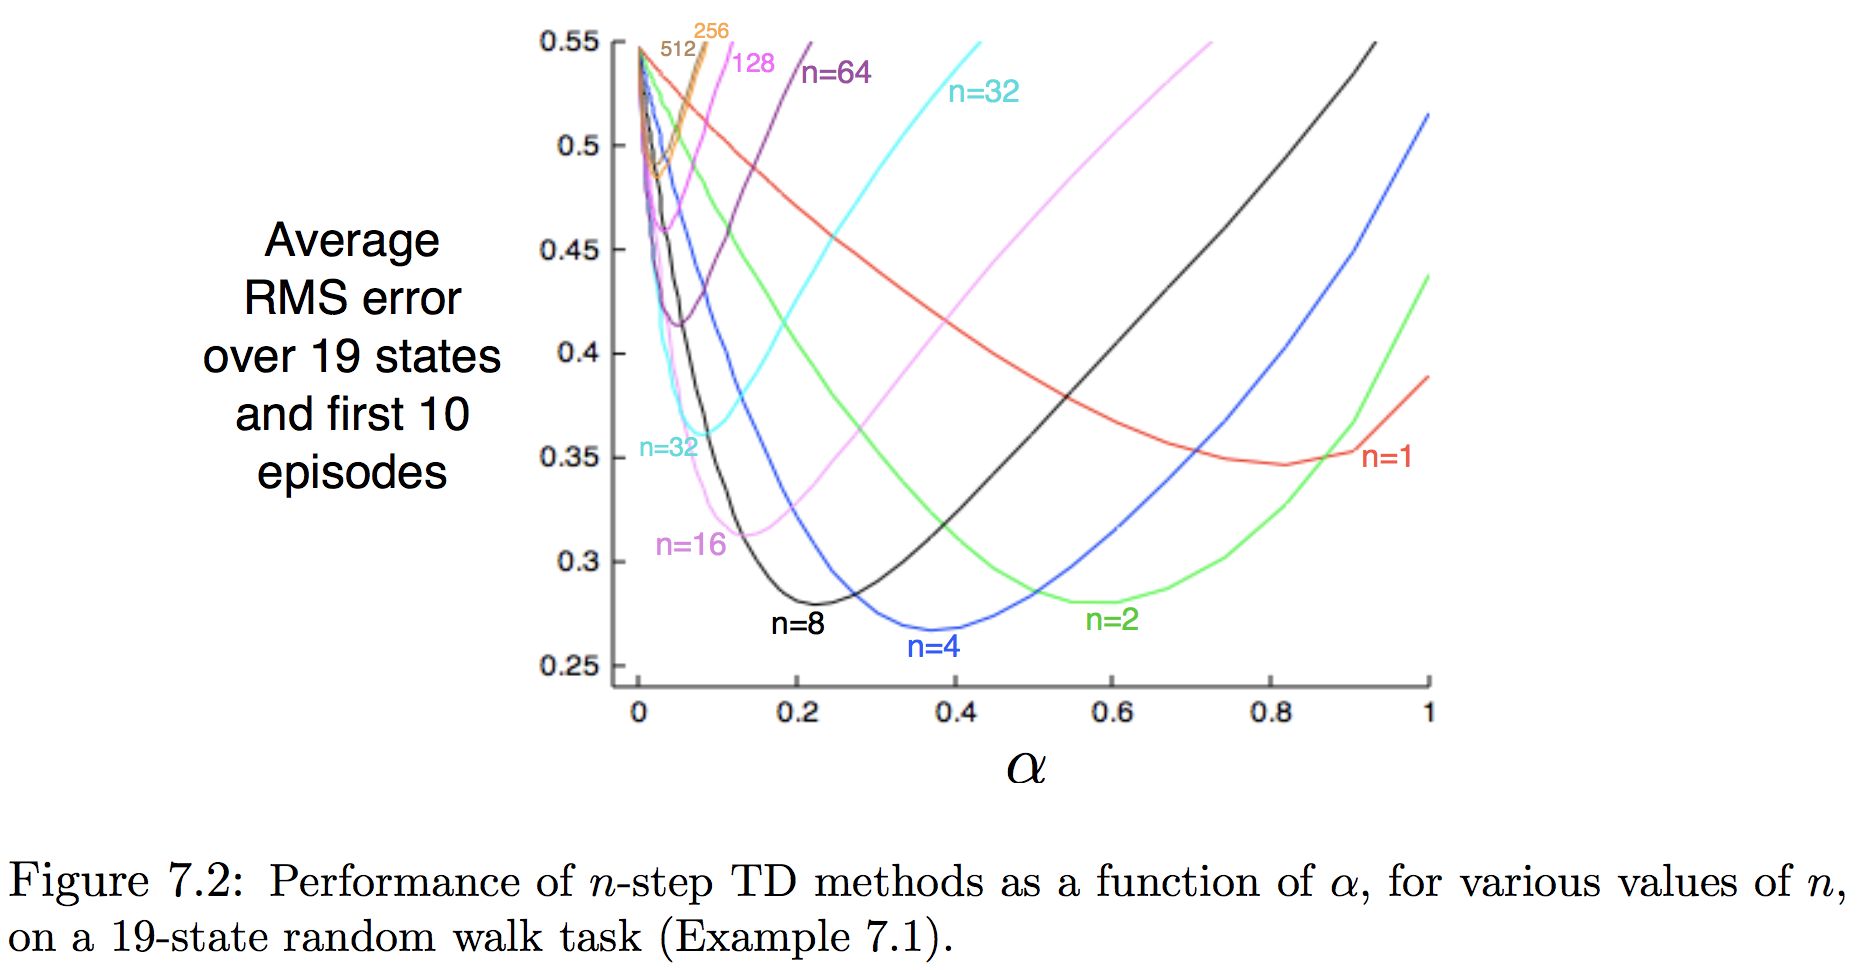 0.55
0.5
0.45
0.4
0.35
0.3
0.25
Average
RMS error
over 19 states
and first 10
episodes
256
512
128
n=64
n=32
n=32
n=16
n=8
n=4
n=2
n=1
0 0.2 0.4 0.6 0.8 1
α
Figure 7.2: Performance of n-step TD methods as a function of α, for various values of n,
on a 19-state random walk task (Example 7.1).